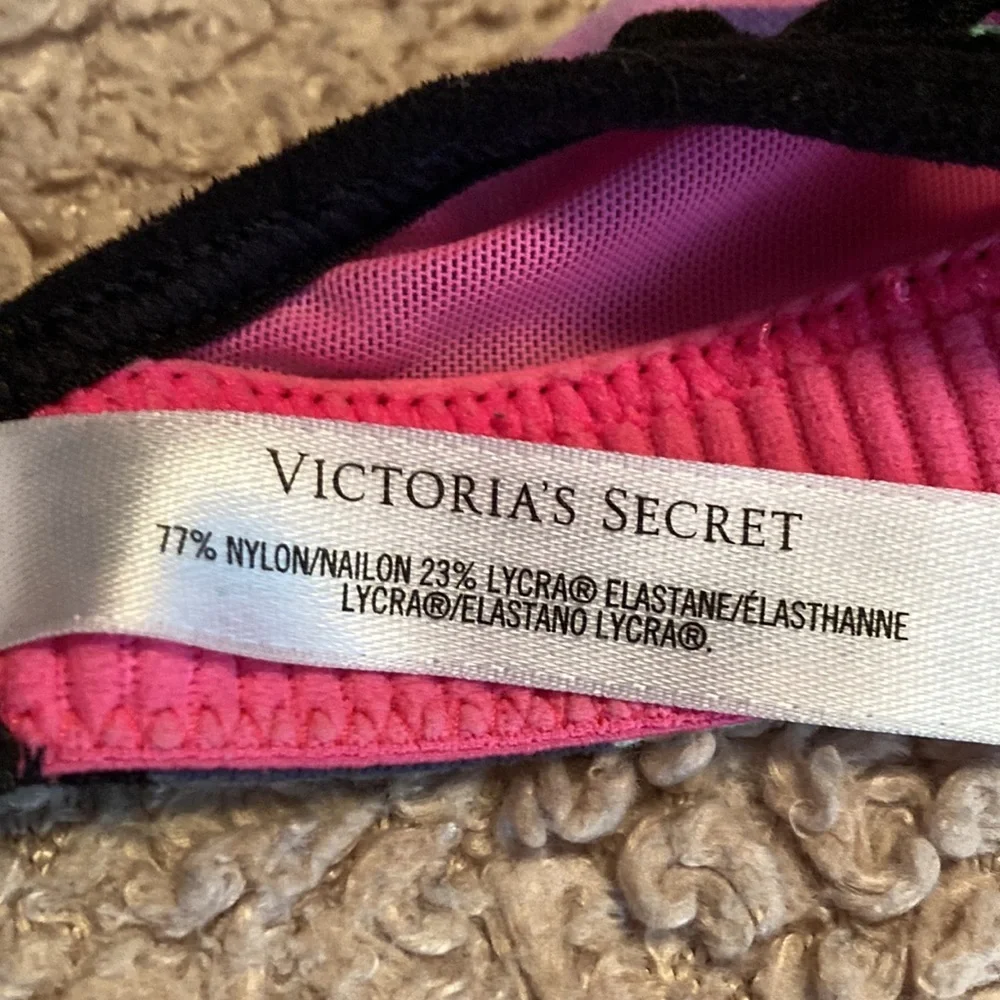 VICTORIA'S SECRET
77% NYLON/NAILON 23% LYCRA® ELASTANE/ÉLASTHANNE
LYCRA®/ELASTANO LYCRA®.